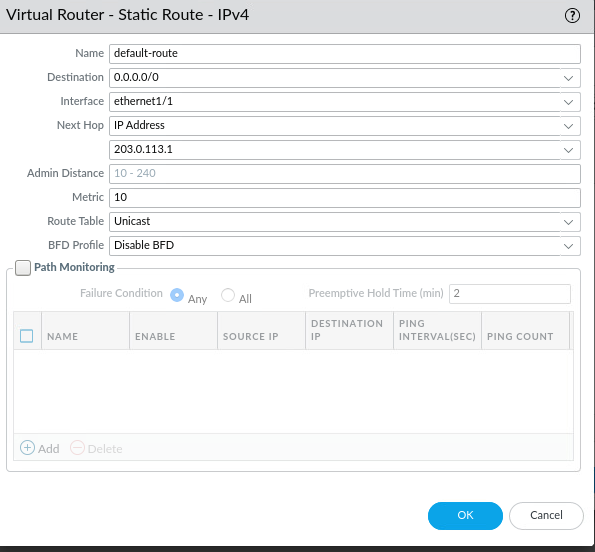 Virtual Router - Static Route - IPv4
Name default-route
Destination 0.0.0.0/0
Interface ethernet1/1
Next Hop IP Address
203.0.113.1
Admin Distance 10 - 240
Metric 10
Route Table Unicast
BFD Profile Disable BFD
Path Monitoring
Failure Condition Any All Preemptive Hold Time (min) 2
NAME ENABLE SOURCE IP DESTINATION IP PING INTERVAL(SEC) PING COUNT
Add Delete
OK Cancel